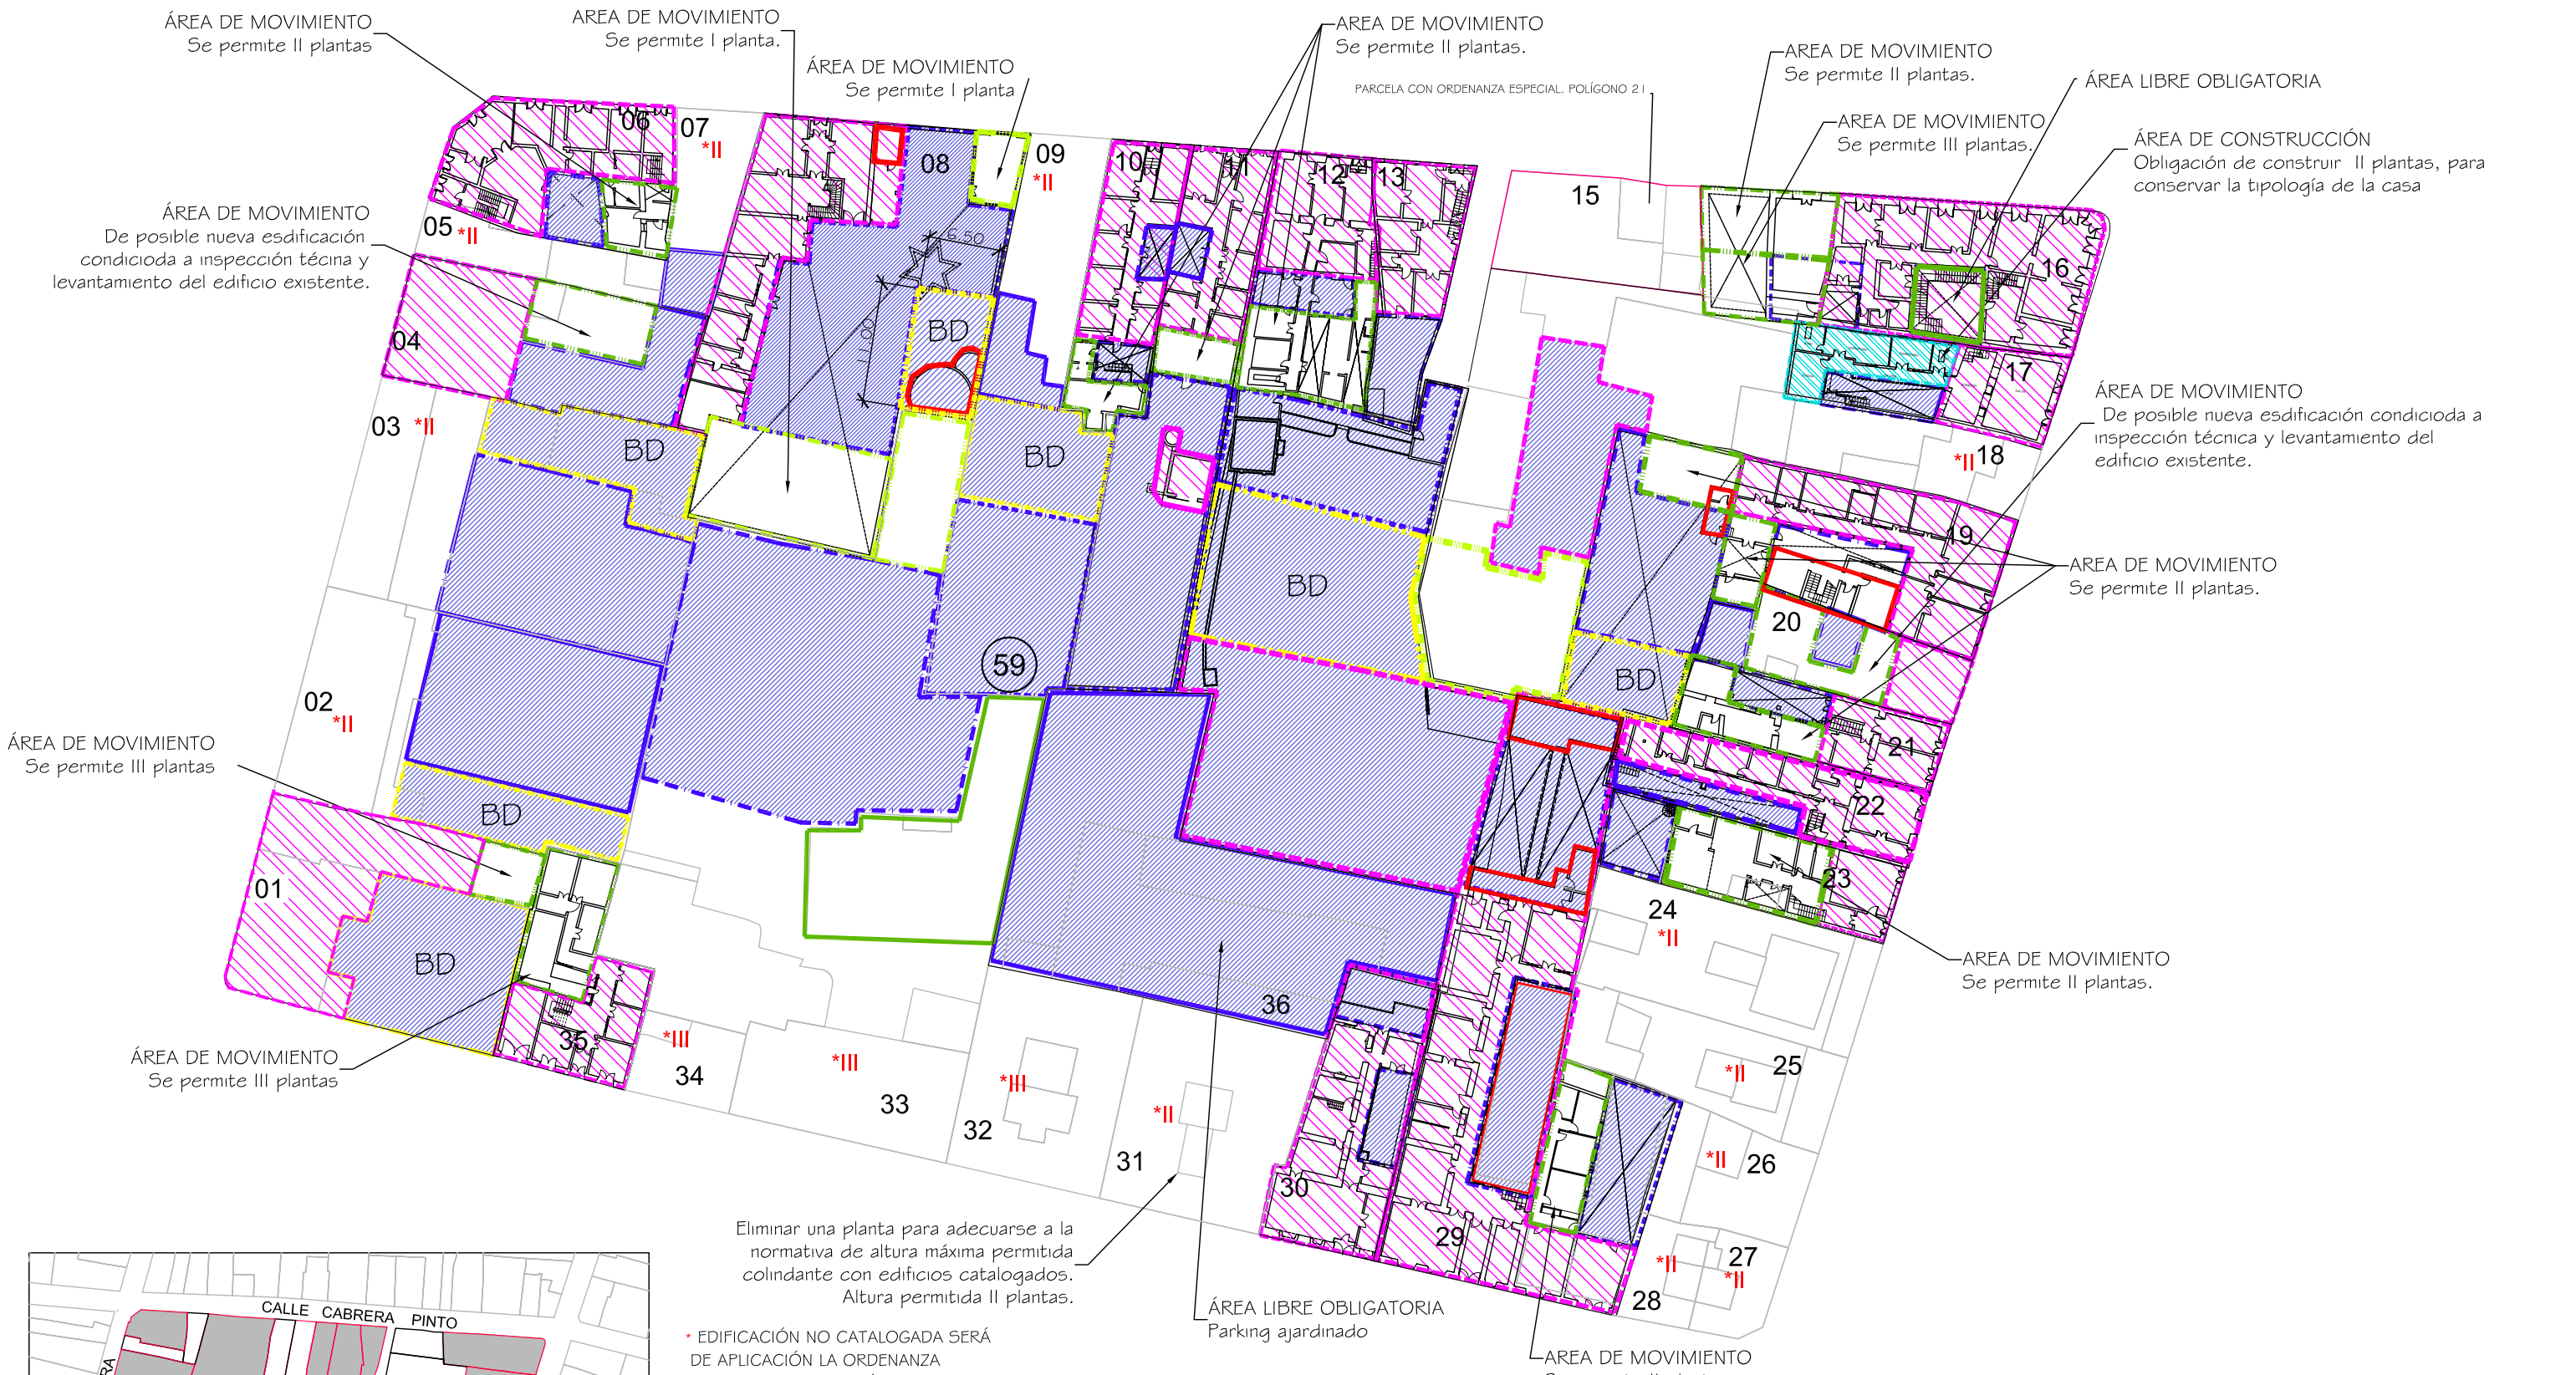 ÁREA DE MOVIMIENTO
Se permite II plantas
AREA DE MOVIMIENTO
Se permite I planta.
ÁREA DE MOVIMIENTO
Se permite I planta
AREA DE MOVIMIENTO
Se permite II plantas.
PARCELA CON ORDENANZA ESPECIAL. POLÍGONO 21
AREA DE MOVIMIENTO
Se permite II plantas.
ÁREA LIBRE OBLIGATORIA
AREA DE MOVIMIENTO
Se permite III plantas.
ÁREA DE CONSTRUCCIÓN
Obligación de construir II plantas, para
conservar la tipología de la casa
06
07
*II
08
09
*II
10
11
12
13
15
16
17
ÁREA DE MOVIMIENTO
De posible nueva esdificación
condicioda a inspección técina y
levantamiento del edificio existente.
05
*II
6.50
11.00
BD
04
03
*II
BD
BD
BD
ÁREA DE MOVIMIENTO
De posible nueva esdificación condicioda a
inspección técnica y levantamiento del
edificio existente.
*II
18
19
AREA DE MOVIMIENTO
Se permite II plantas.
20
59
BD
02
*II
21
22
23
ÁREA DE MOVIMIENTO
Se permite III plantas
BD
01
BD
24
*II
AREA DE MOVIMIENTO
Se permite II plantas.
36
35
ÁREA DE MOVIMIENTO
Se permite III plantas
*III
34
*III
33
*III
32
*II
31
30
29
*II
25
*II
26
*II
27
*II
28
Eliminar una planta para adecuarse a la
normativa de altura máxima permitida
colindante con edificios catalogados.
Altura permitida II plantas.
ÁREA LIBRE OBLIGATORIA
Parking ajardinado
* EDIFICACIÓN NO CATALOGADA SERÁ
DE APLICACIÓN LA ORDENANZA
AREA DE MOVIMIENTO
CALLE CABRERA PINTO